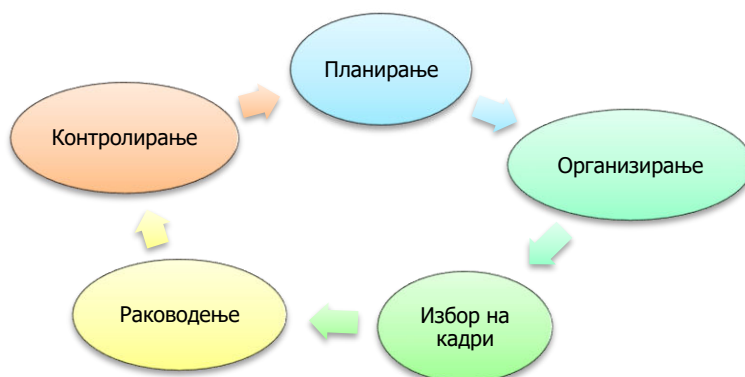 Планирање
Организирање
Избор на
кадри
Раководење
Контролирање